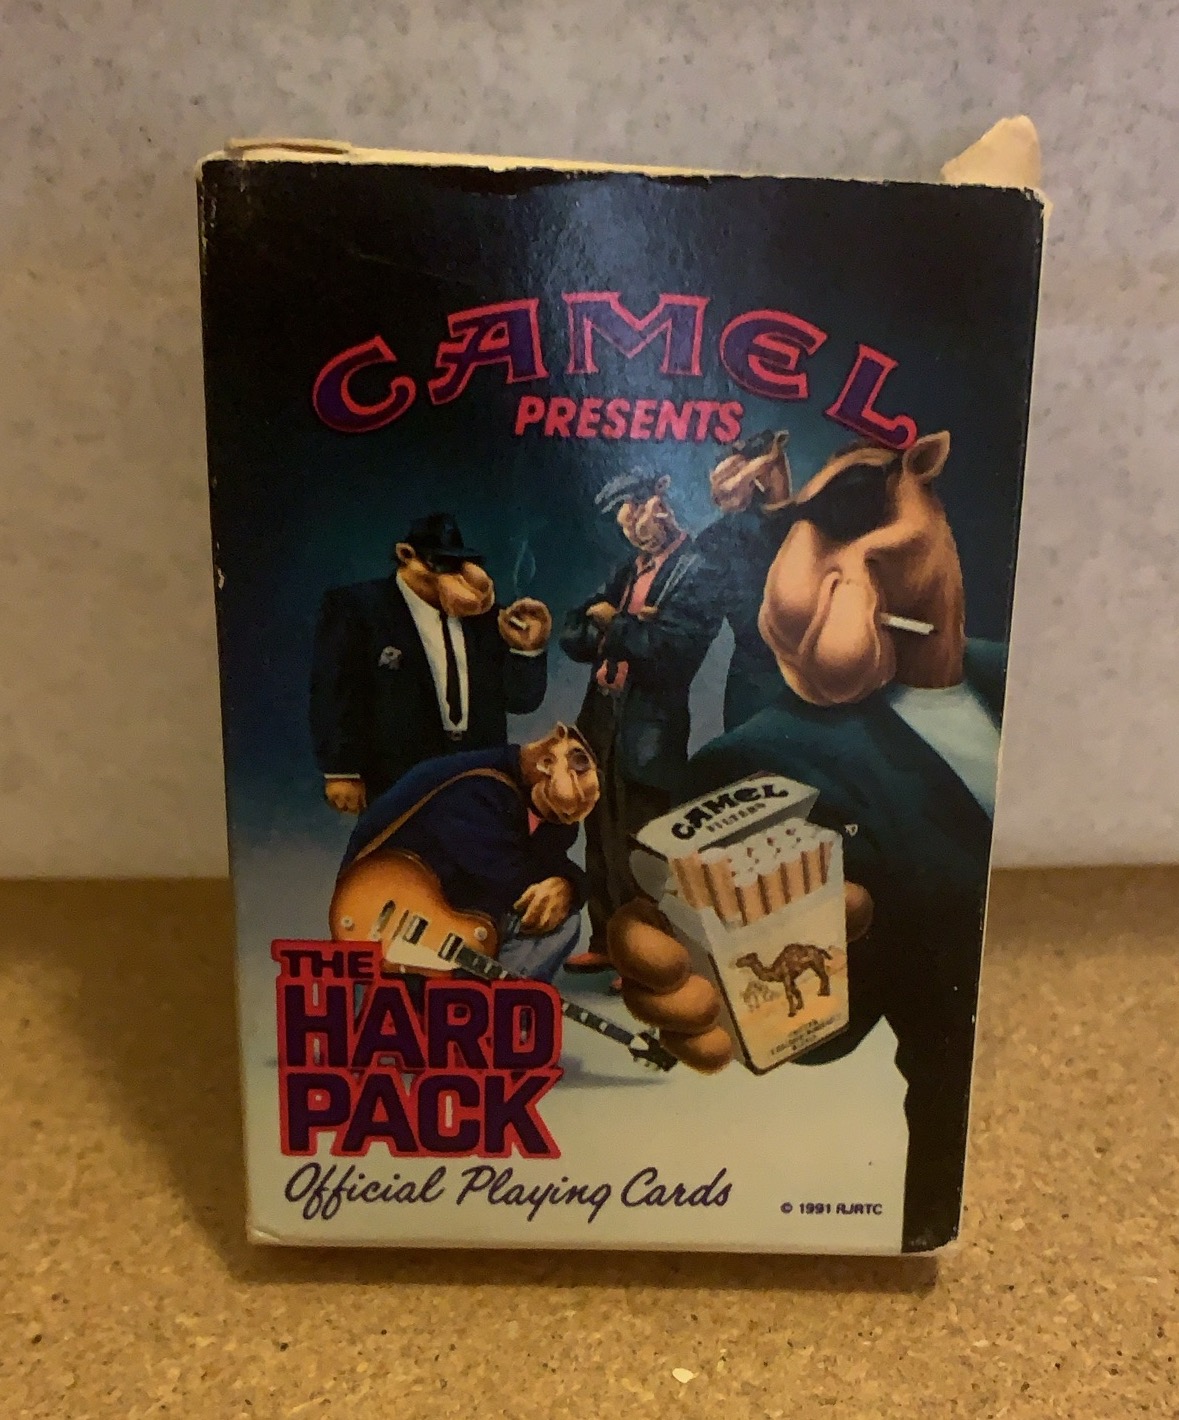 CAMEL
PRESENTS
CAMEL
FILTERS
THE
HARD
PACK
Official Playing Cards
© 1991 RJRTC